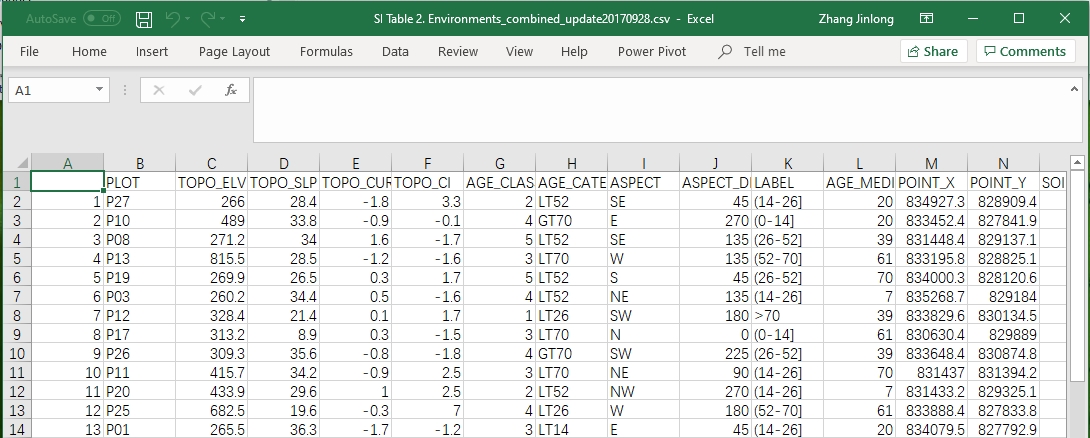 AutoSave Off SI Table 2. Environments_combined_update20170928.csv - Excel Zhang Jinlong
File Home Insert Page Layout Formulas Data Review View Help Power Pivot Tell me Share Comments
A1 fx
A B C D E F G H I J K L M N
1 PLOT TOPO_ELV TOPO_SLP TOPO_CUR TOPO_CI AGE_CLAS AGE_CATE ASPECT ASPECT_DI LABEL AGE_MEDI POINT_X POINT_Y SOI
2 1 P27 266 28.4 -1.8 3.3 2 LT52 SE 45 (14-26] 20 834927.3 828909.4
3 2 P10 489 33.8 -0.9 -0.1 4 GT70 E 270 (0-14] 20 833452.4 827841.9
4 3 P08 271.2 34 1.6 -1.7 5 LT52 SE 135 (26-52] 39 831448.4 829137.1
5 4 P13 815.5 28.5 -1.2 -1.6 3 LT70 W 135 (52-70] 61 833195.8 828825.1
6 5 P19 269.9 26.5 0.3 1.7 5 LT52 S 45 (26-52] 70 834000.3 828120.6
7 6 P03 260.2 34.4 0.5 -1.6 4 LT52 NE 135 (14-26] 7 835268.7 829184
8 7 P12 328.4 21.4 0.1 1.7 1 LT26 SW 180 >70 39 833829.6 830134.5
9 8 P17 313.2 8.9 0.3 -1.5 3 LT70 N 0 (0-14] 61 830630.4 829889
10 9 P26 309.3 35.6 -0.8 -1.8 4 GT70 SW 225 (26-52] 39 833648.4 830874.8
11 10 P11 415.7 34.2 -0.9 2.5 3 LT70 NE 90 (14-26] 70 831437 831394.2
12 11 P20 433.9 29.6 1 2.5 2 LT52 NW 270 (14-26] 7 831433.2 829325.1
13 12 P25 682.5 19.6 -0.3 7 4 LT26 W 180 (52-70] 61 833888.4 827833.8
14 13 P01 265.5 36.3 -1.7 -1.2 3 LT14 E 45 (14-26] 20 834079.5 827792.9